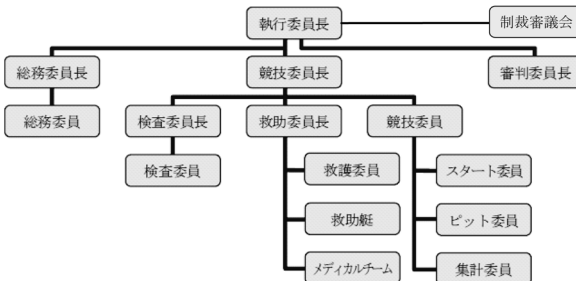 執行委員長
制裁審議会
総務委員長
競技委員長
審判委員長
総務委員
検査委員長
救助委員長
競技委員
検査委員
救護委員
スタート委員
救助艇
ピット委員
メディカルチーム
集計委員